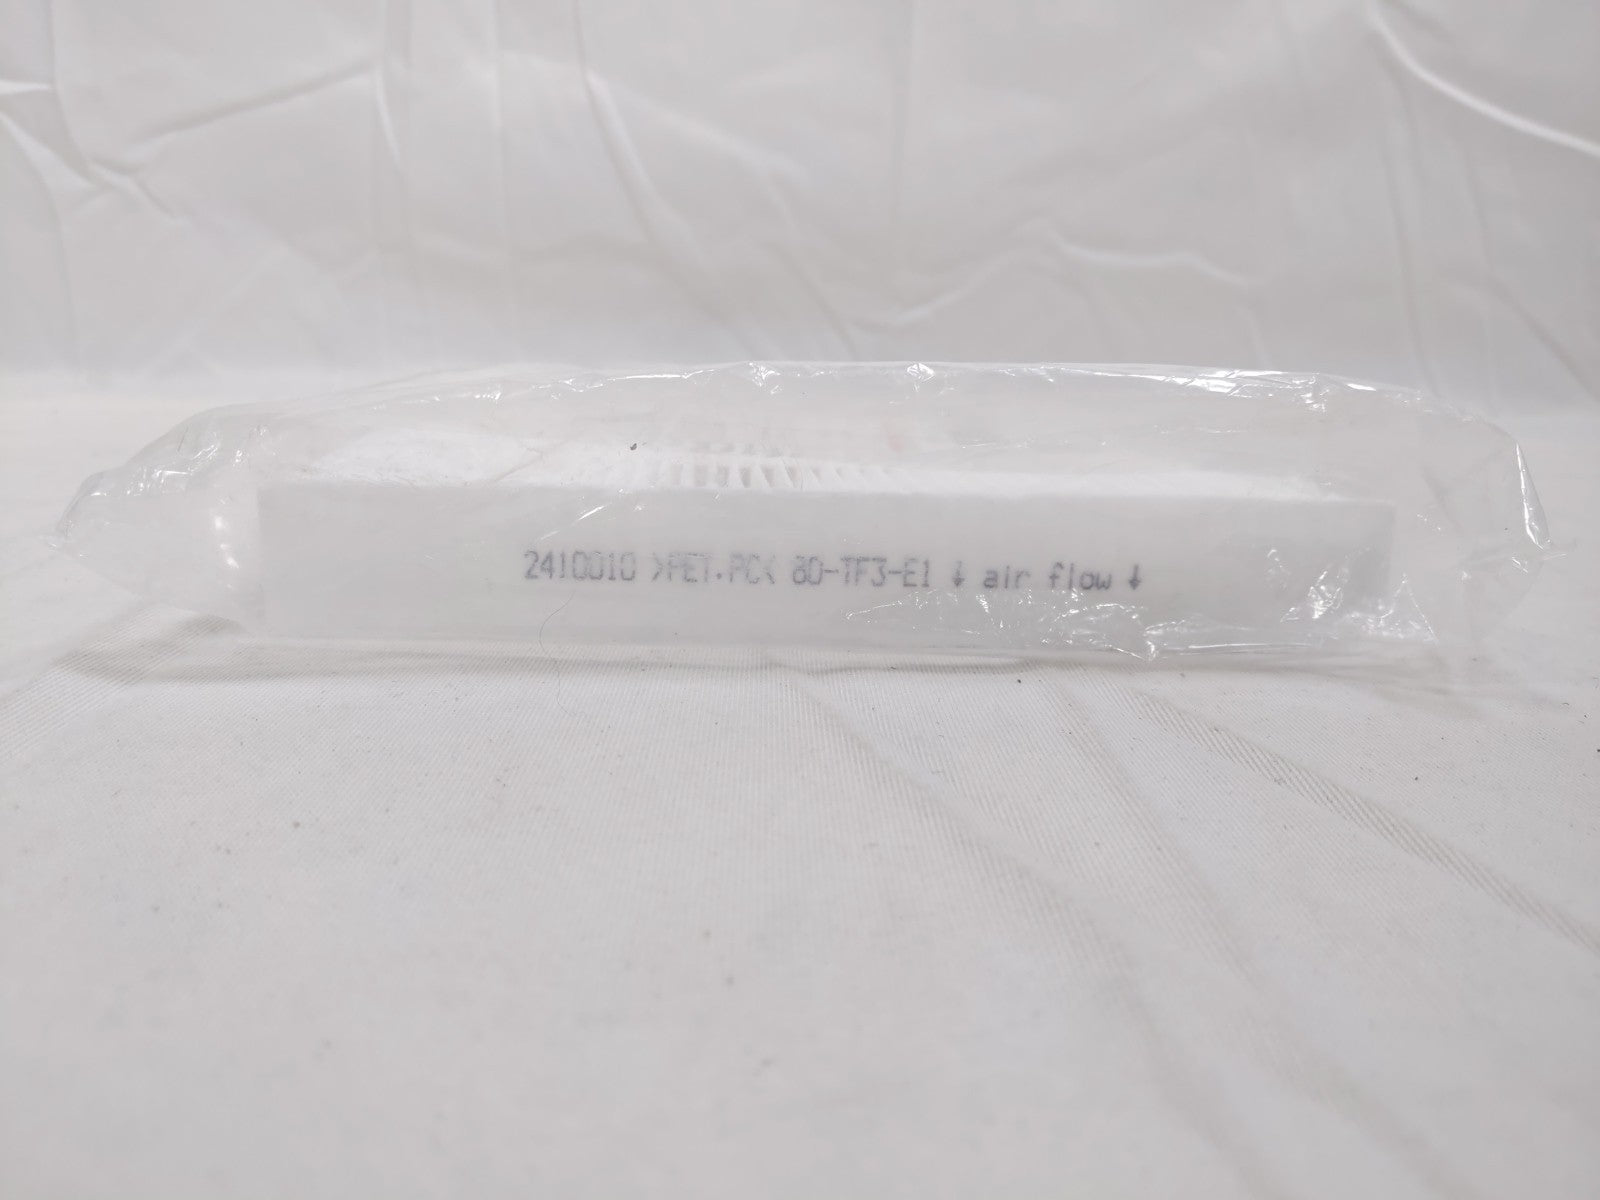 2410010 >PET.PC< 80-TF3-E1 ↓ air flow ↓